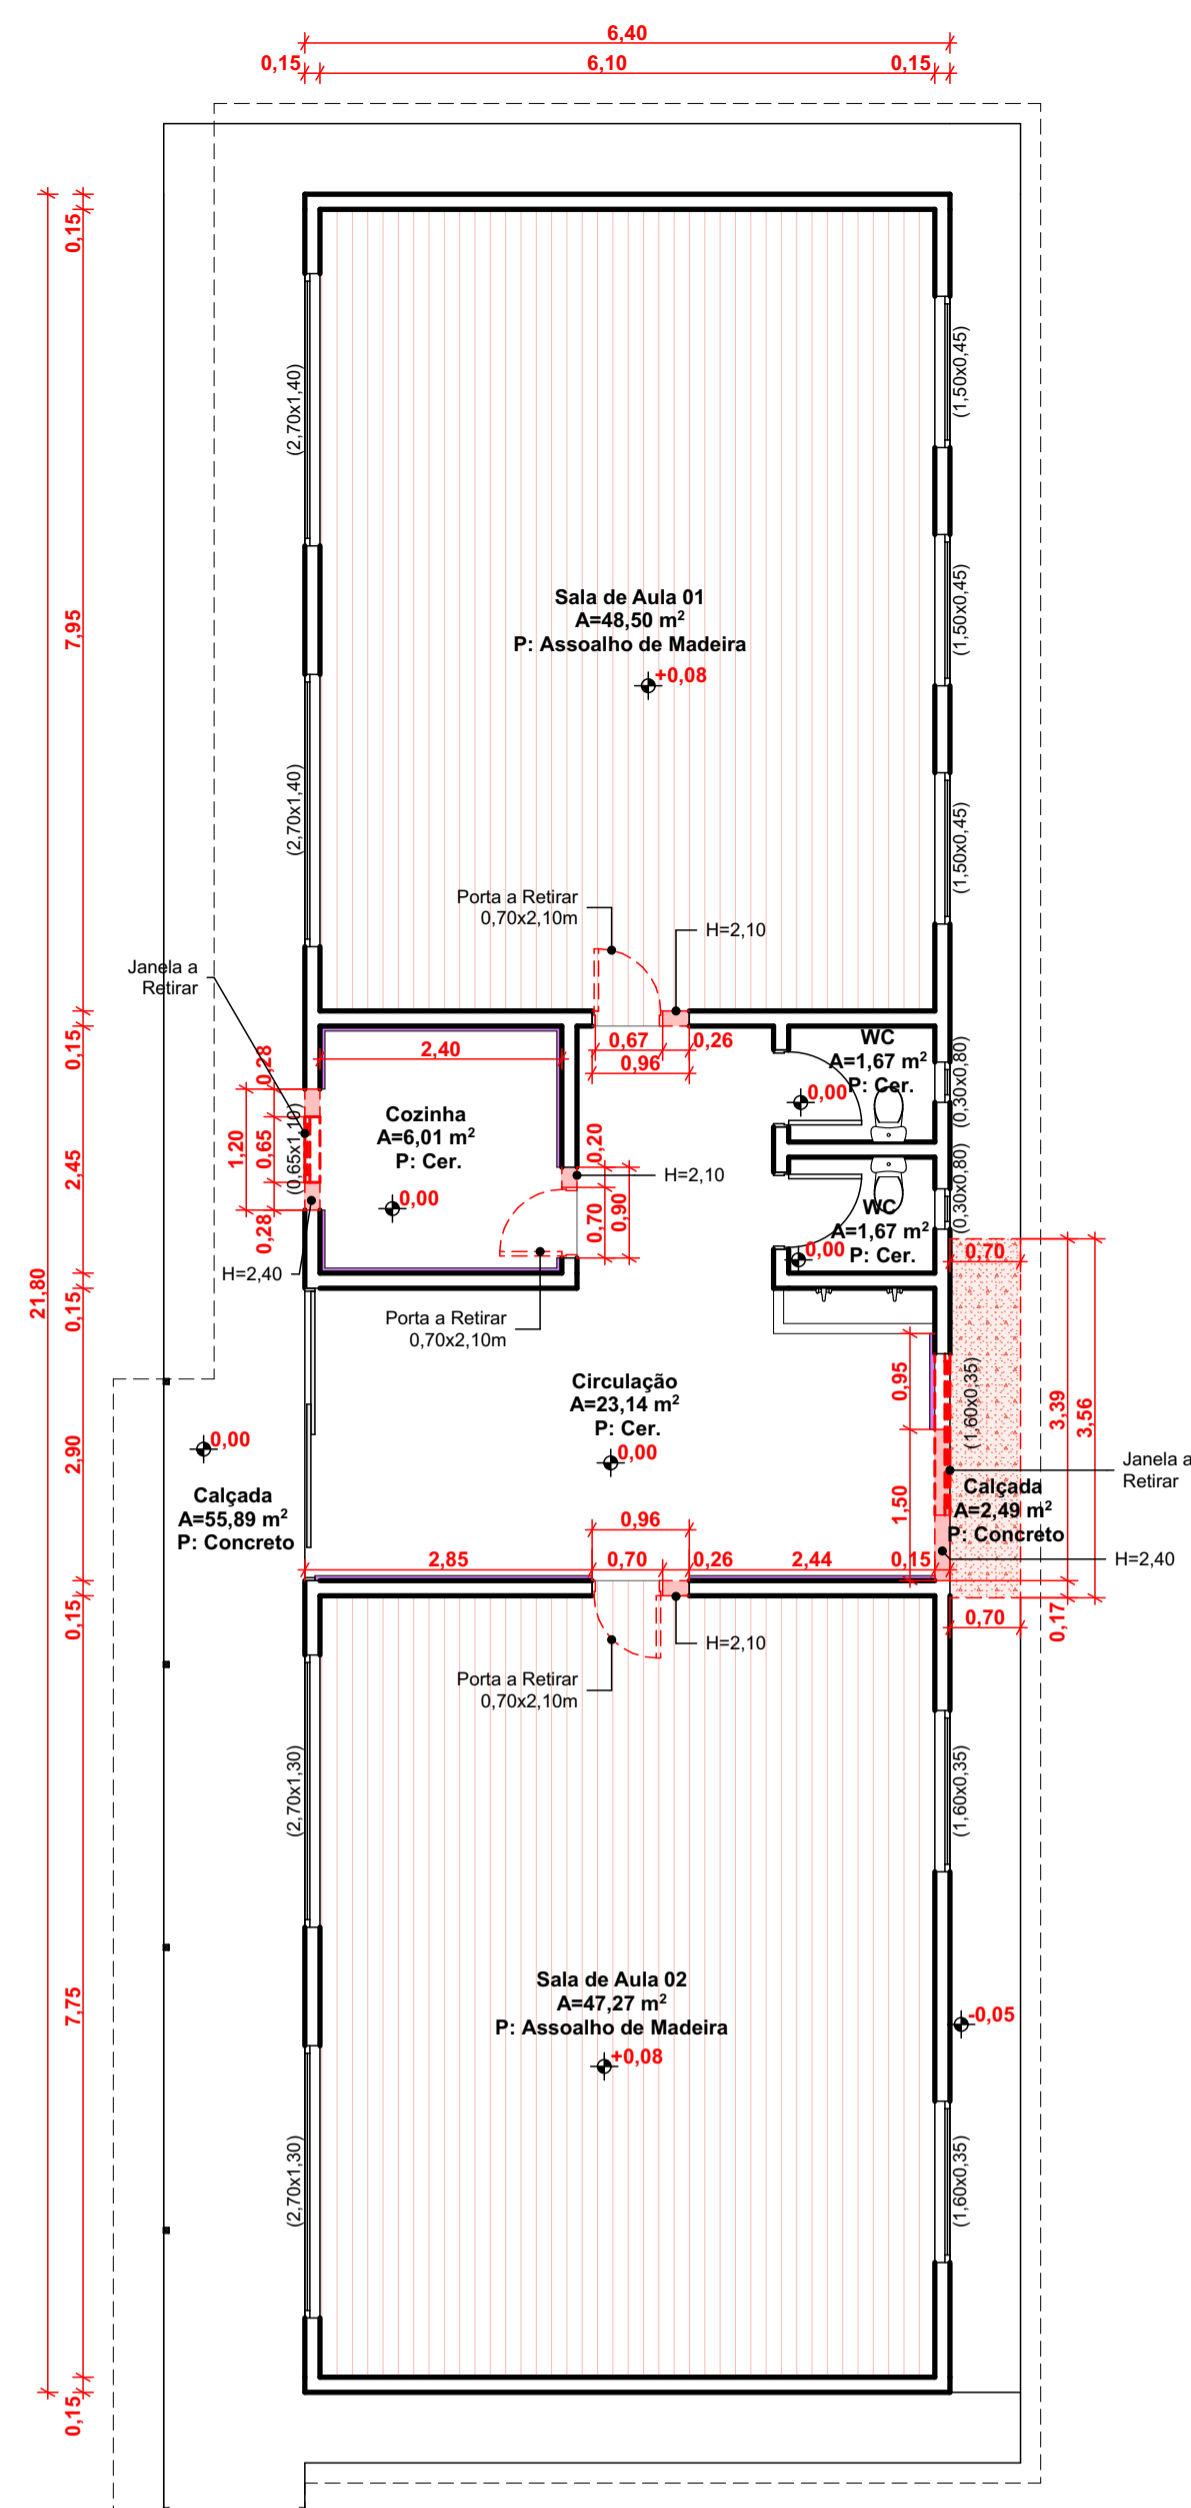 6,40
0,15
6,10
0,15
0,15
7,95
0,15
2,45
0,15
2,90
0,15
7,75
0,15
21,80
(2,70x1,40)
(1,50x0,45)
(1,50x0,45)
Sala de Aula 01
A=48,50 m²
P: Assoalho de Madeira
+0,08
(2,70x1,40)
(1,50x0,45)
Porta a Retirar
0,70x2,10m
H=2,10
Janela a
Retirar
0,67
0,26
0,96
2,40
0,28
1,20
0,65
(0,65x1,10)
0,28
H=2,40
Cozinha
A=6,01 m²
P: Cer.
0,00
0,20
H=2,10
0,70
0,90
WC
A=1,67 m²
P: Cer.
0,00
(0,30x0,80)
(0,30x0,80)
WC
A=1,67 m²
P: Cer.
0,00
0,70
Porta a Retirar
0,70x2,10m
Circulação
A=23,14 m²
P: Cer.
0,00
0,95
(1,60x0,35)
3,39
3,56
0,00
Calçada
A=55,89 m²
P: Concreto
Janela a
Retirar
Calçada
A=2,49 m²
P: Concreto
1,50
H=2,40
0,96
2,85
0,70
0,26
2,44
0,15
0,70
0,17
H=2,10
Porta a Retirar
0,70x2,10m
(2,70x1,30)
(1,60x0,35)
Sala de Aula 02
A=47,27 m²
P: Assoalho de Madeira
+0,08
-0,05
(2,70x1,30)
(1,60x0,35)